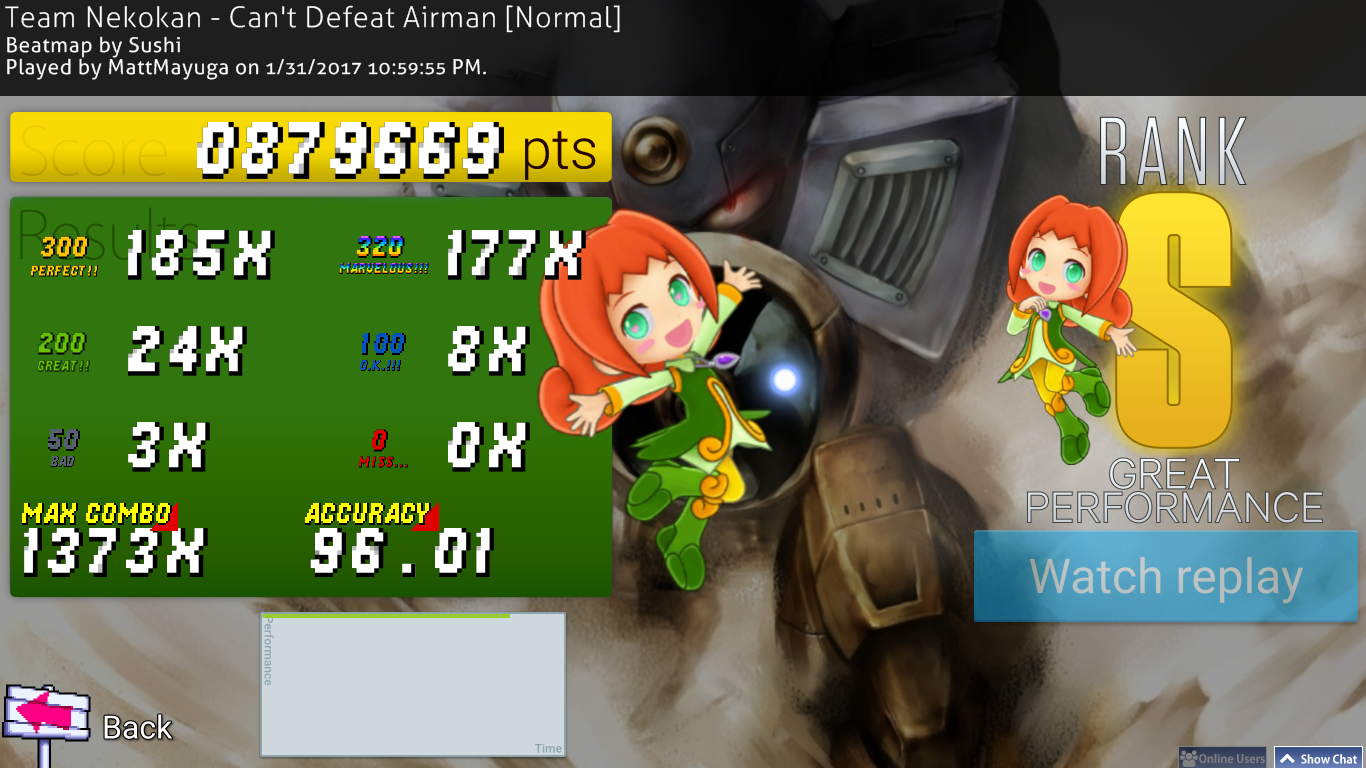 Team Nekokan - Can't Defeat Airman [Normal]
Beatmap by Sushi
Played by MattMayuga on 1/31/2017 10:59:55 PM.
Score 0879669 pts
RANK
Results
300 PERFECT!! 185X 320 MARVELOUS!!! 177X
200 GREAT!! 24X 100 O.K.!!! 8X
50 BAD 3X 0 MISS... 0X
MAX COMBO ACCURACY
1373X 96.01
S
GREAT
PERFORMANCE
Watch replay
Performance
Time
Back
Online Users
Show Chat